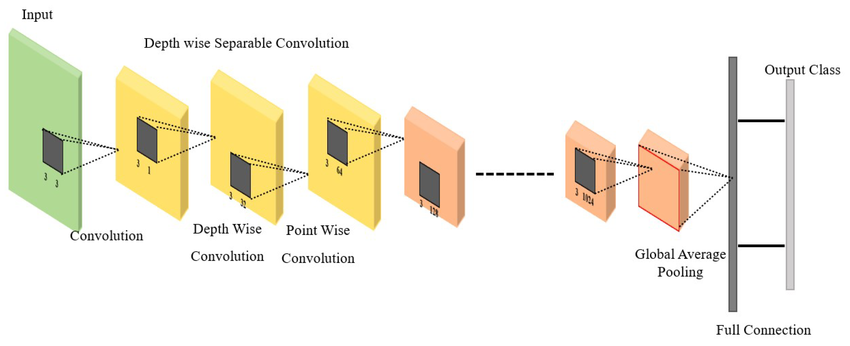 Input
Depth wise Separable Convolution
Output Class
3 3
3 1
3 32
3 64
3 128
3 1024
Convolution
Depth Wise
Convolution
Point Wise
Convolution
Global Average
Pooling
Full Connection